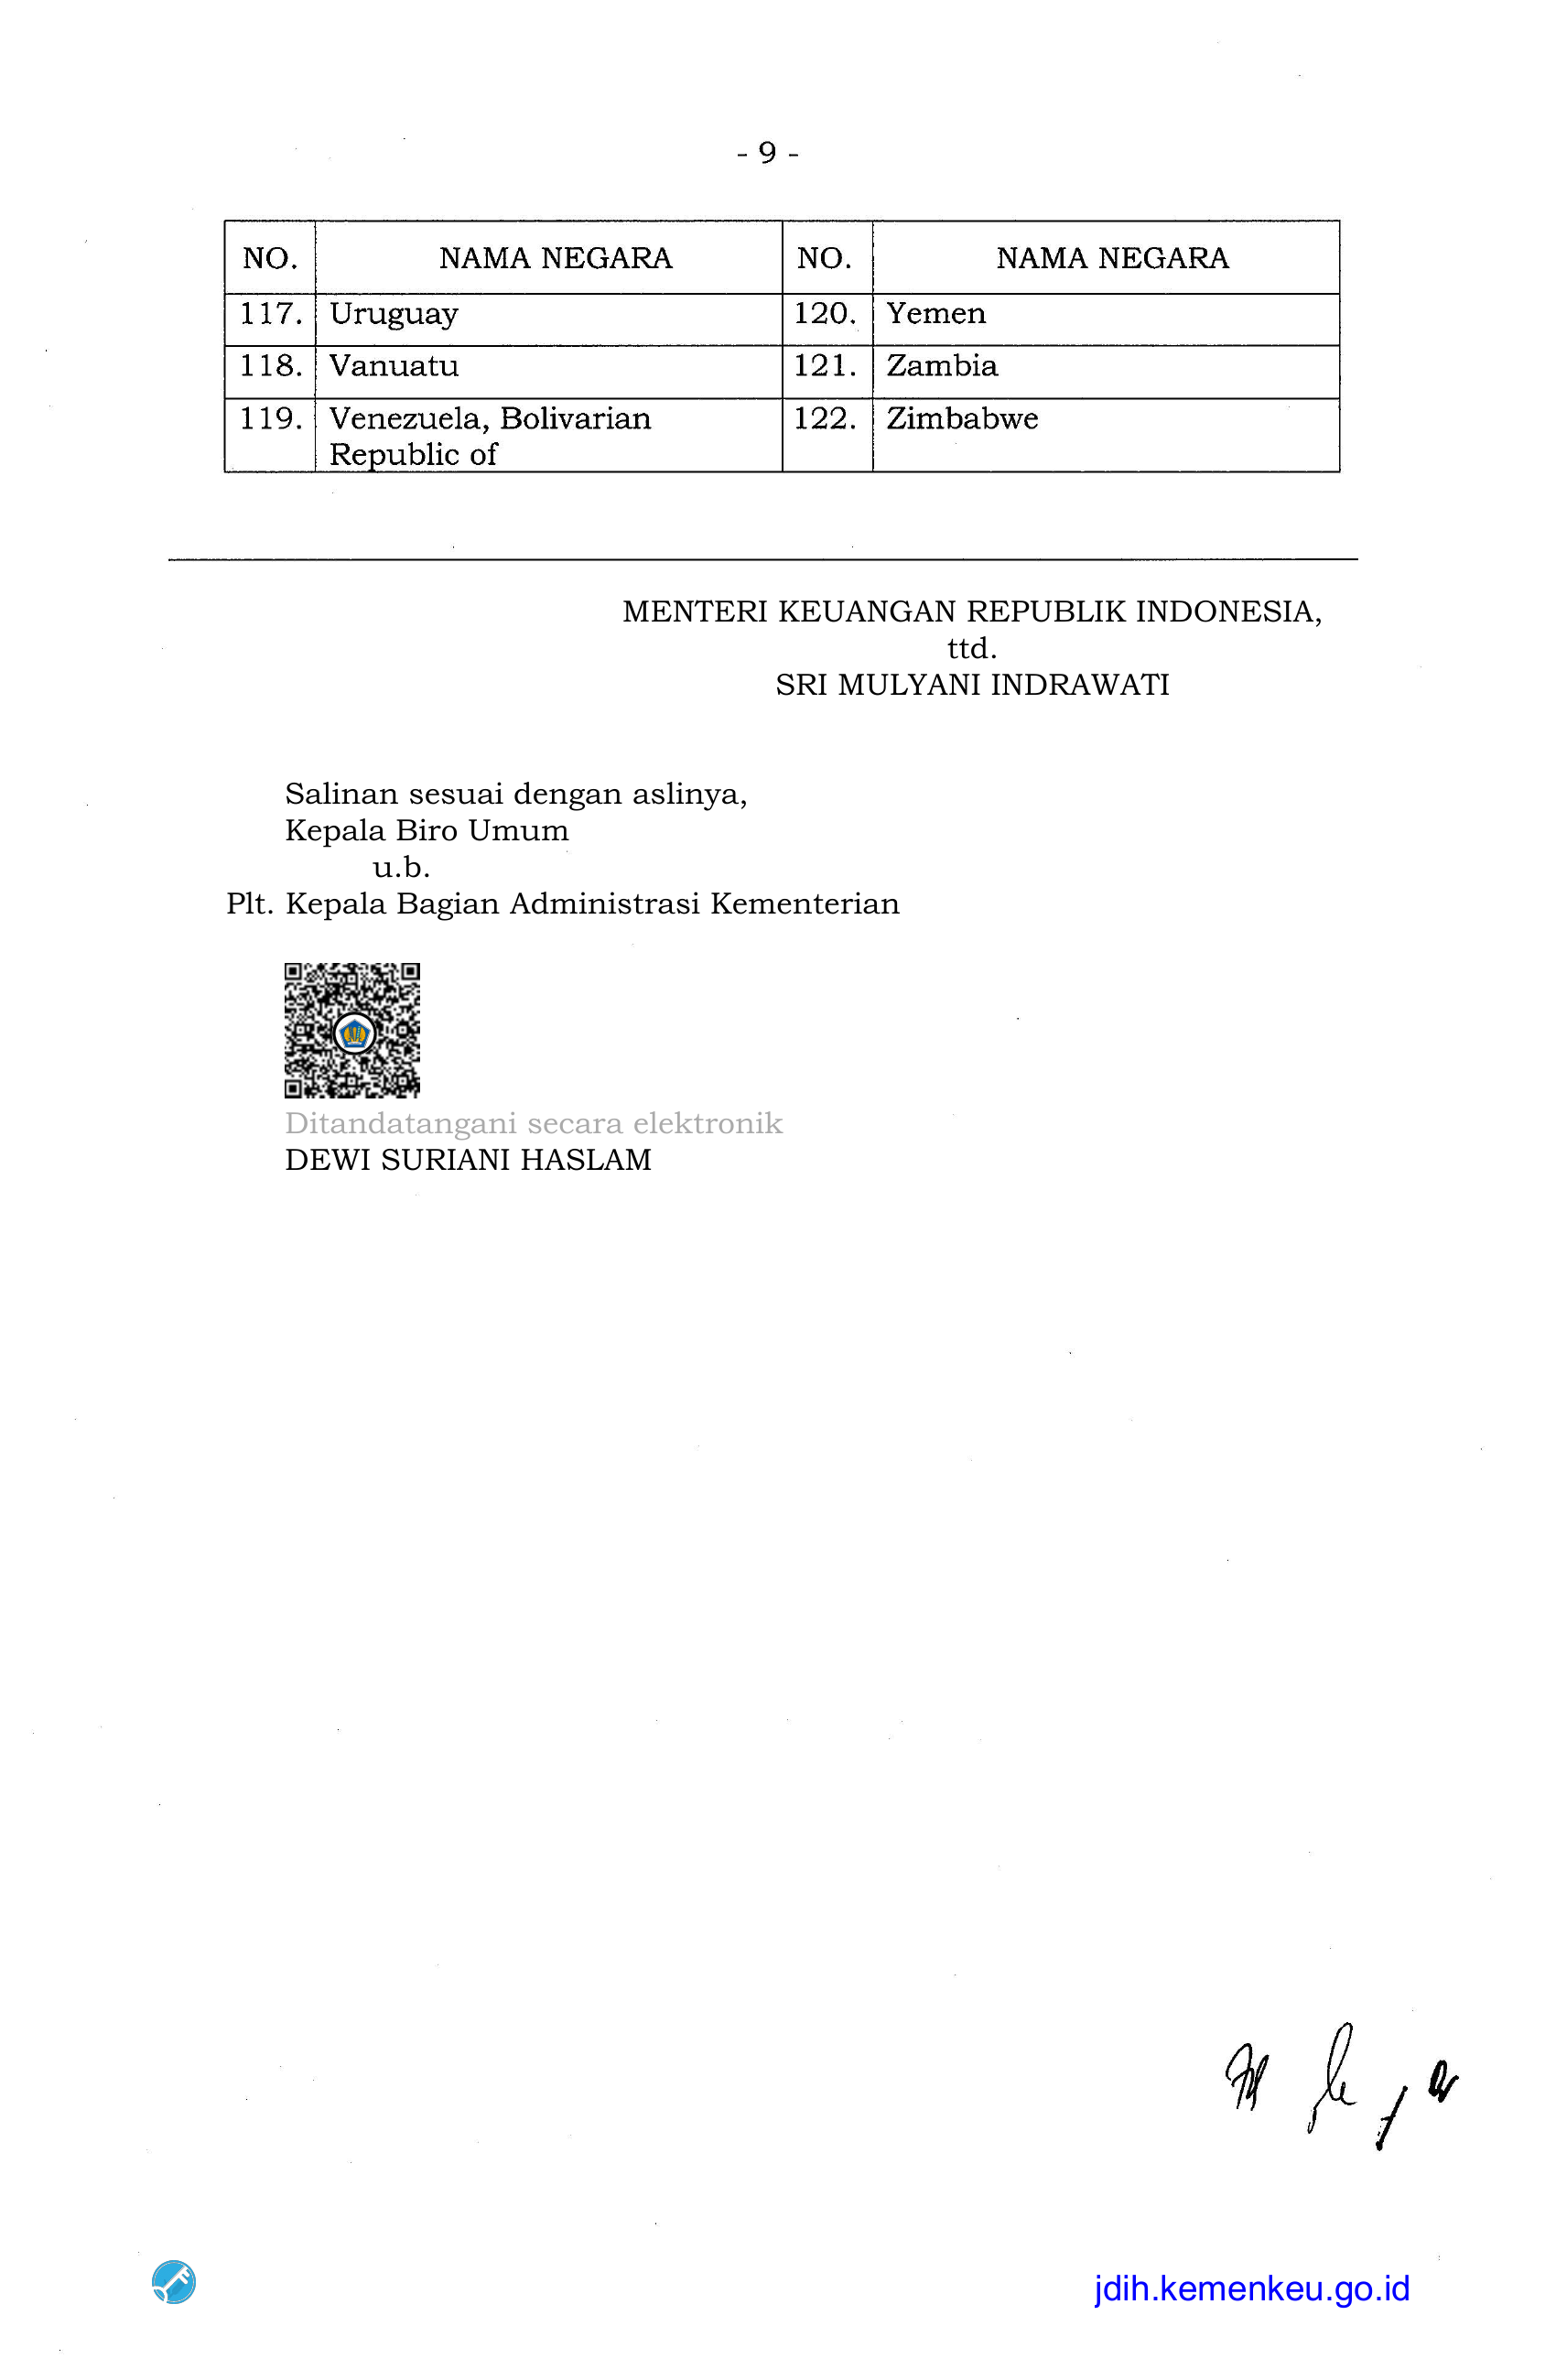 - 9 -
NO. NAMA NEGARA NO. NAMA NEGARA
117. Uruguay 120. Yemen
118. Vanuatu 121. Zambia
119. Venezuela, Bolivarian 122. Zimbabwe
Republic of
MENTERI KEUANGAN REPUBLIK INDONESIA,
ttd.
SRI MULYANI INDRAWATI
Salinan sesuai dengan aslinya,
Kepala Biro Umum
u.b.
Plt. Kepala Bagian Administrasi Kementerian
Ditandatangani secara elektronik
DEWI SURIANI HASLAM
jdih.kemenkeu.go.id